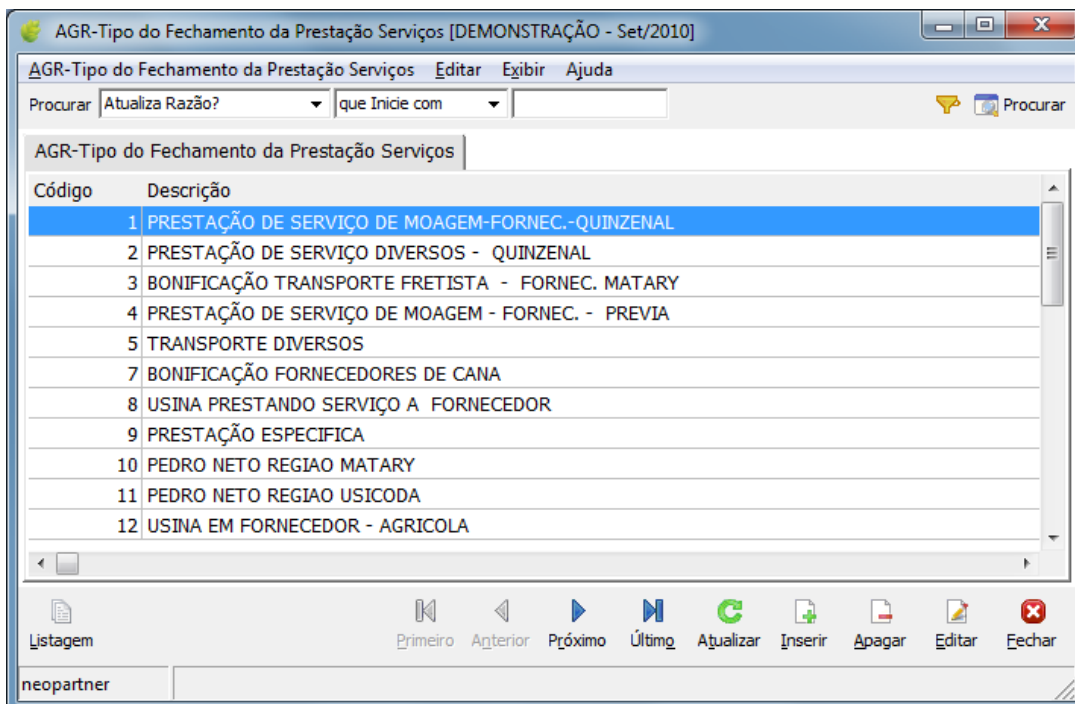 AGR-Tipo do Fechamento da Prestação Serviços [DEMONSTRAÇÃO - Set/2010]
AGR-Tipo do Fechamento da Prestação Serviços Editar Exibir Ajuda
Procurar Atualiza Razão? que Inicie com Procurar
AGR-Tipo do Fechamento da Prestação Serviços
Código Descrição
1 PRESTAÇÃO DE SERVIÇO DE MOAGEM-FORNEC.-QUINZENAL
2 PRESTAÇÃO DE SERVIÇO DIVERSOS - QUINZENAL
3 BONIFICAÇÃO TRANSPORTE FRETISTA - FORNEC. MATARY
4 PRESTAÇÃO DE SERVIÇO DE MOAGEM - FORNEC. - PREVIA
5 TRANSPORTE DIVERSOS
7 BONIFICAÇÃO FORNECEDORES DE CANA
8 USINA PRESTANDO SERVIÇO A FORNECEDOR
9 PRESTAÇÃO ESPECIFICA
10 PEDRO NETO REGIAO MATARY
11 PEDRO NETO REGIAO USICODA
12 USINA EM FORNECEDOR - AGRICOLA
Listagem Primeiro Anterior Próximo Último Atualizar Inserir Apagar Editar Fechar
neopartner